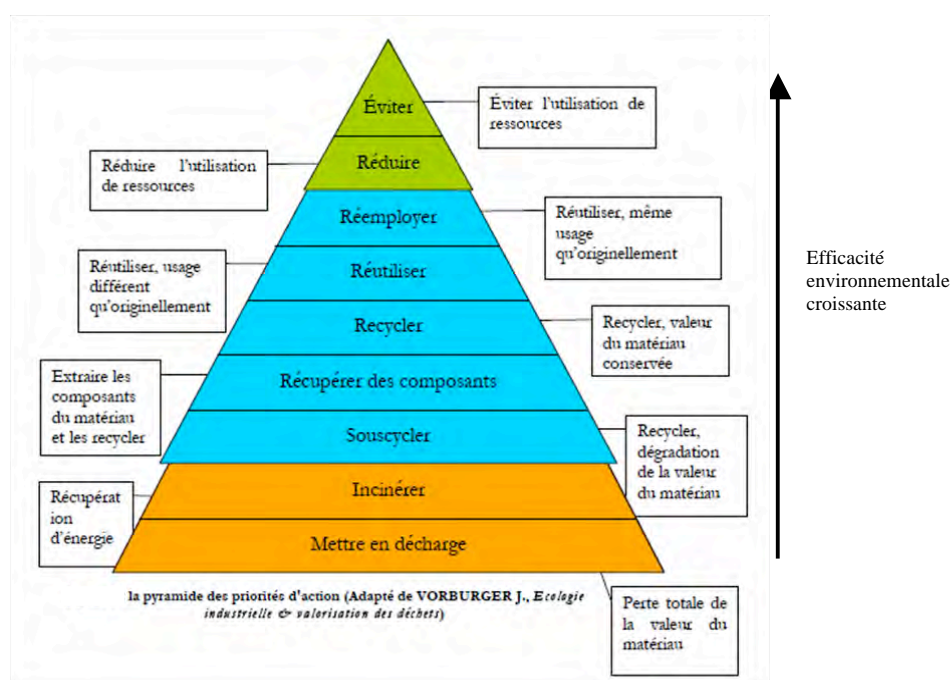 Éviter
Éviter l'utilisation de
ressources
Réduire
Réduire l'utilisation
de ressources
Réemployer
Réutiliser, même
usage
qu'originellement
Réutiliser, usage
différent
qu'originellement
Réutiliser
Efficacité
environnementale
croissante
Recycler
Recycler, valeur
du matériau
conservée
Récupérer des composants
Extraire les
composants
du matériau
et les recycler
Souscycler
Recycler,
dégradation
de la valeur
du matériau
Incinérer
Récupérat
ion
d'énergie
Mettre en décharge
Perte totale de
la valeur du
matériau
la pyramide des priorités d'action (Adapté de VORBURGER J., Ecologie
industrielle & valorisation des déchets)